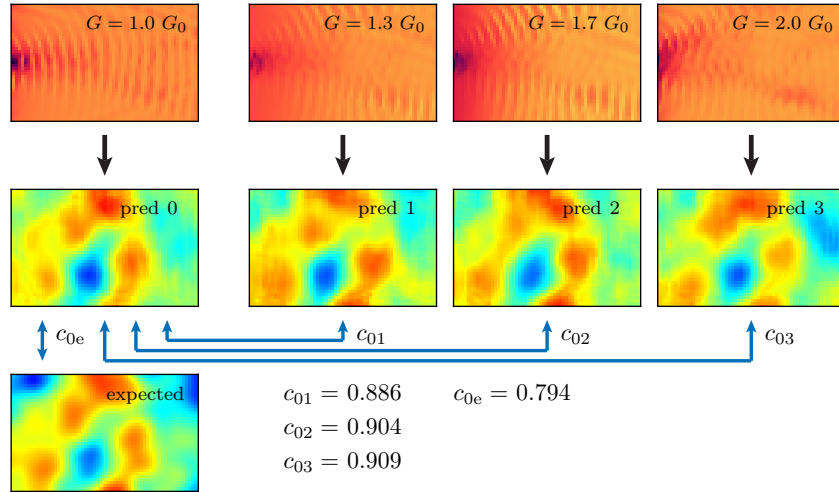 G = 1.0 G₀
G = 1.3 G₀
G = 1.7 G₀
G = 2.0 G₀
pred 0
pred 1
pred 2
pred 3
c₀ₑ
c₀₁
c₀₂
c₀₃
expected
c₀₁ = 0.886
c₀ₑ = 0.794
c₀₂ = 0.904
c₀₃ = 0.909